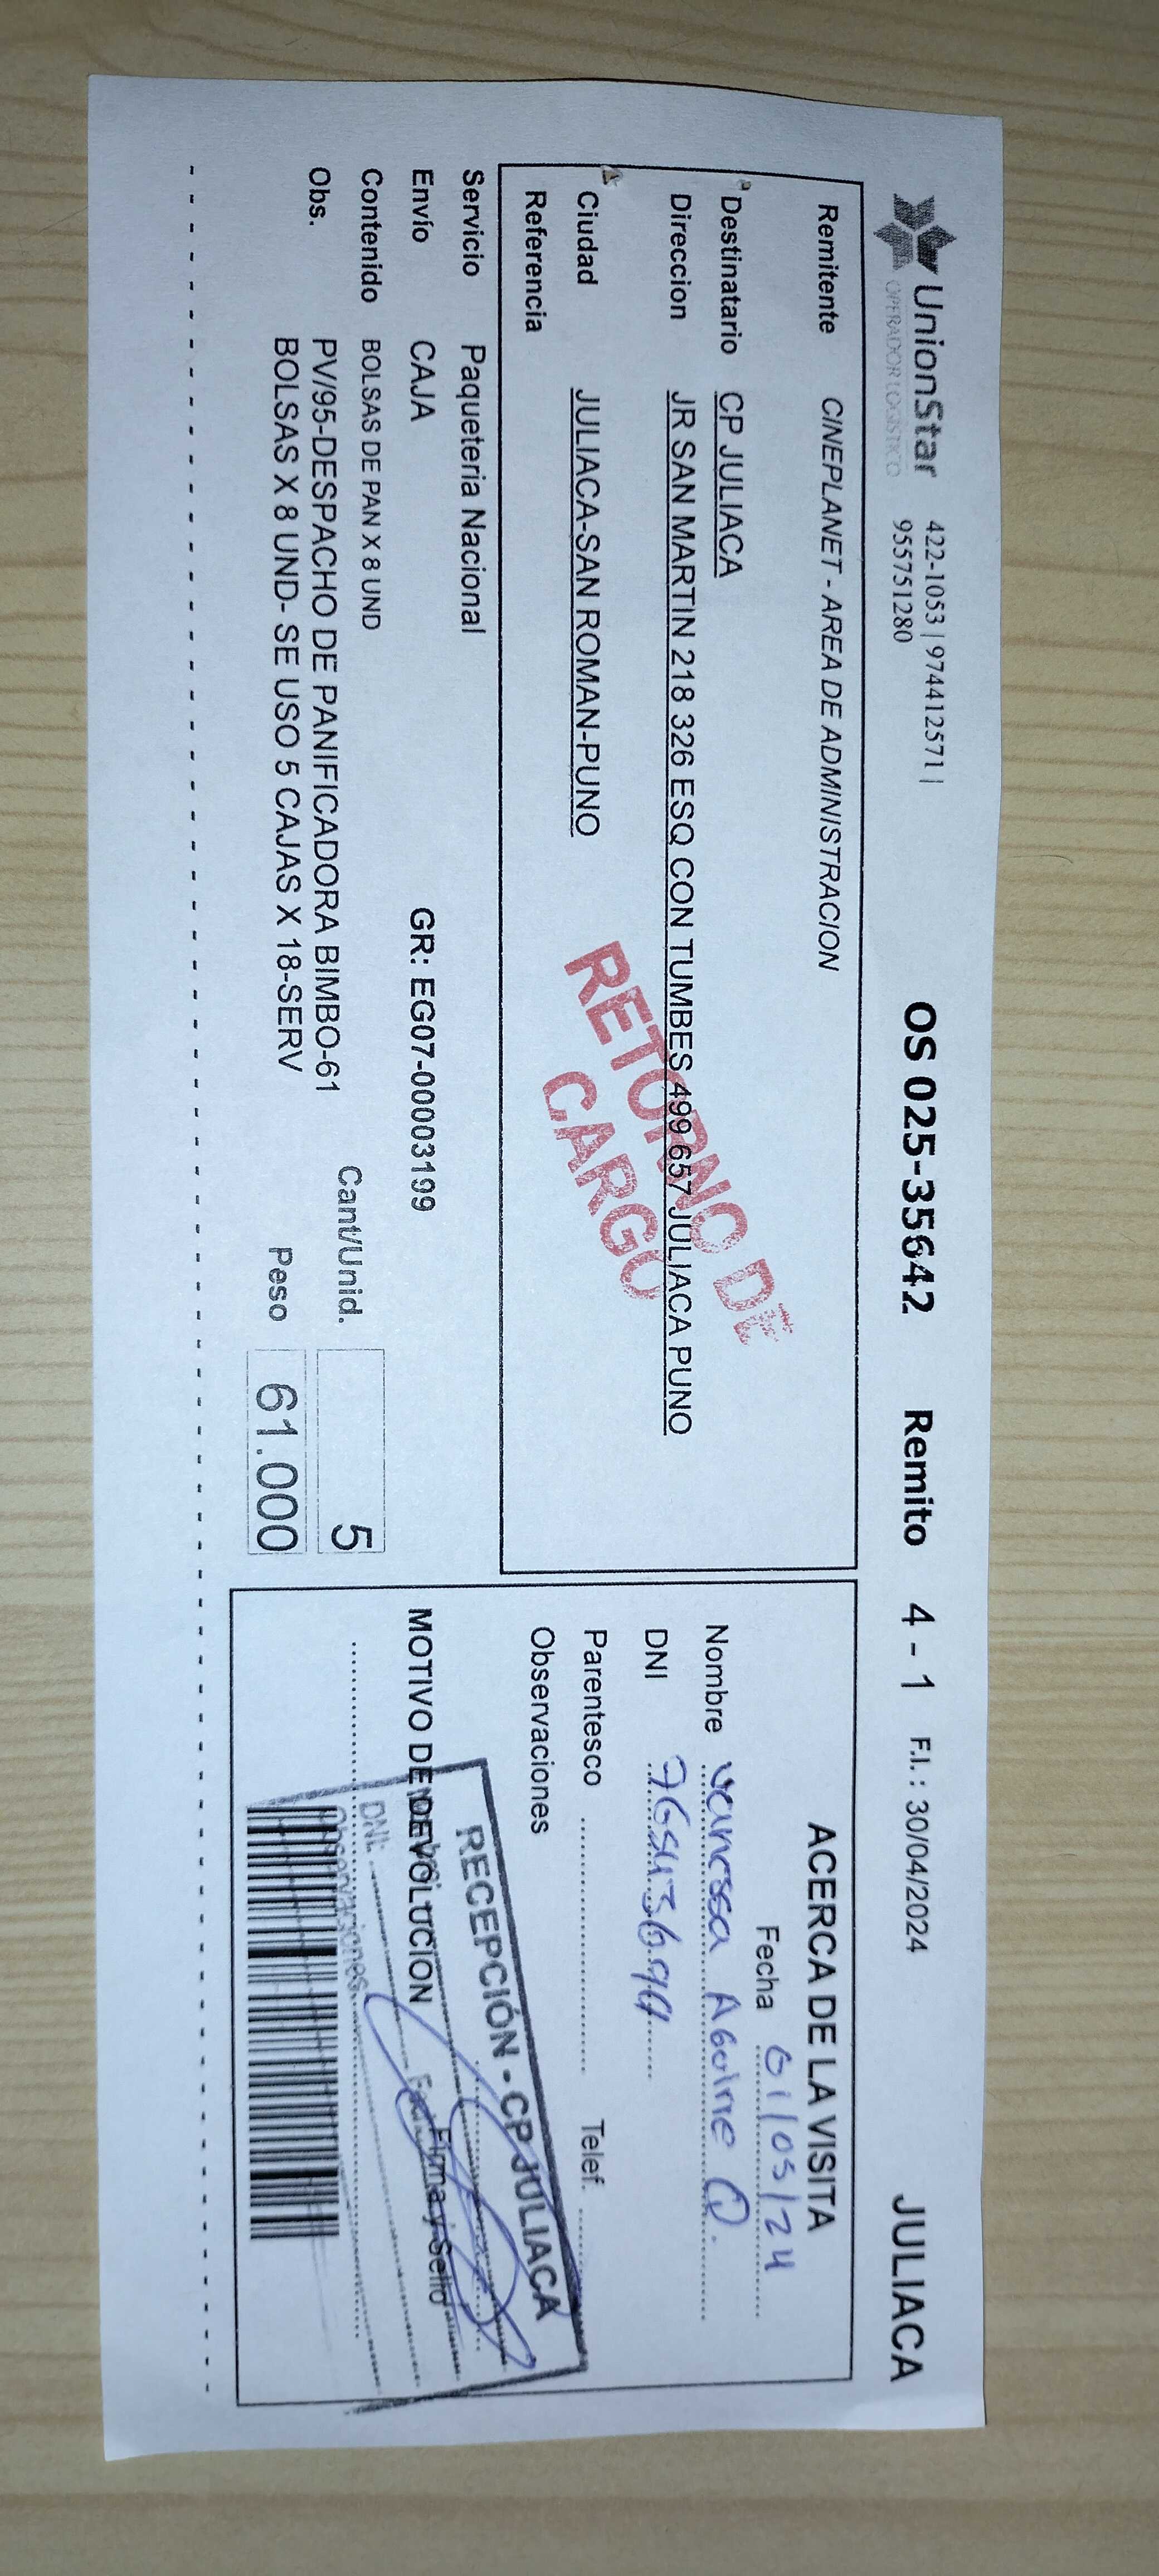 UnionStar
OPERADOR LOGÍSTICO
422-1053 | 974412571 |
955751280
OS 025-35642 Remito 4 - 1 F.I. : 30/04/2024 JULIACA
Remitente CINEPLANET - AREA DE ADMINISTRACION
Destinatario CP JULIACA
Direccion JR SAN MARTIN 218 326 ESQ CON TUMBES 499 657 JULIACA PUNO
Ciudad JULIACA-SAN ROMAN-PUNO
Referencia
RETORNO DE
CARGO
Servicio Paqueteria Nacional
Envío CAJA GR: EG07-00003199
Contenido BOLSAS DE PAN X 8 UND
Obs. PV/95-DESPACHO DE PANIFICADORA BIMBO-61
BOLSAS X 8 UND- SE USO 5 CAJAS X 18-SERV
Cant/Unid. 5
Peso 61.000
ACERCA DE LA VISITA
Fecha 01/05/24
Nombre Vanessa
DNI
Parentesco Telef.
Observaciones
MOTIVO DE DEVOLUCION
Firma y Sello
RECEPCIÓN - CP JULIACA
DNI:
Observaciones